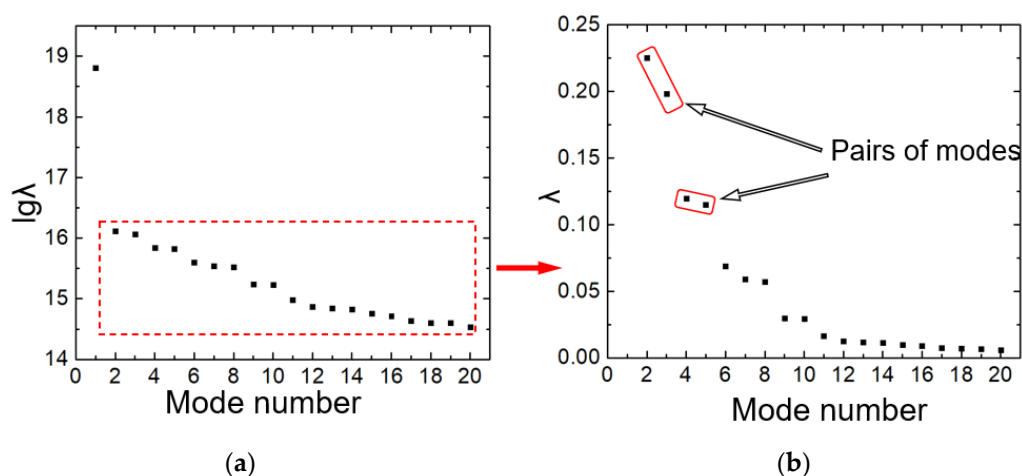 19
18
17
16
15
14
lgλ
0 2 4 6 8 10 12 14 16 18 20
Mode number
(a)
0.25
0.20
0.15
0.10
0.05
0.00
λ
Pairs of modes
0 2 4 6 8 10 12 14 16 18 20
Mode number
(b)